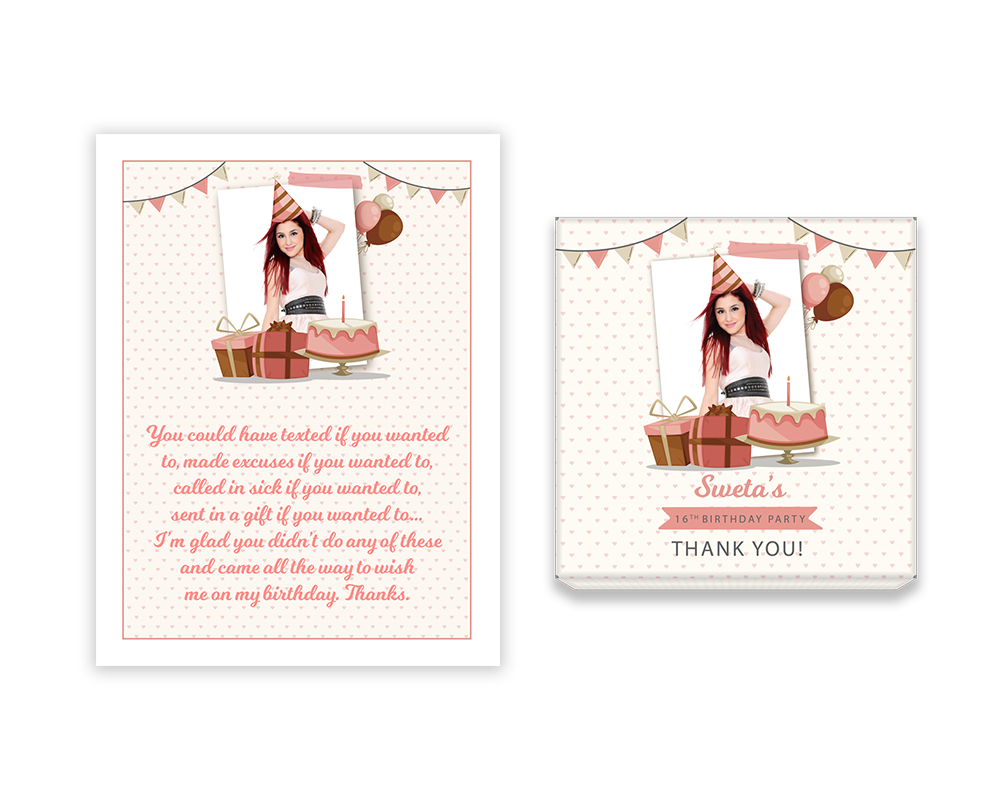 You could have texted if you wanted
to, made excuses if you wanted to,
called in sick if you wanted to,
sent in a gift if you wanted to...
I'm glad you didn't do any of these
and came all the way to wish
me on my birthday. Thanks.
Sweta's
16TH BIRTHDAY PARTY
THANK YOU!